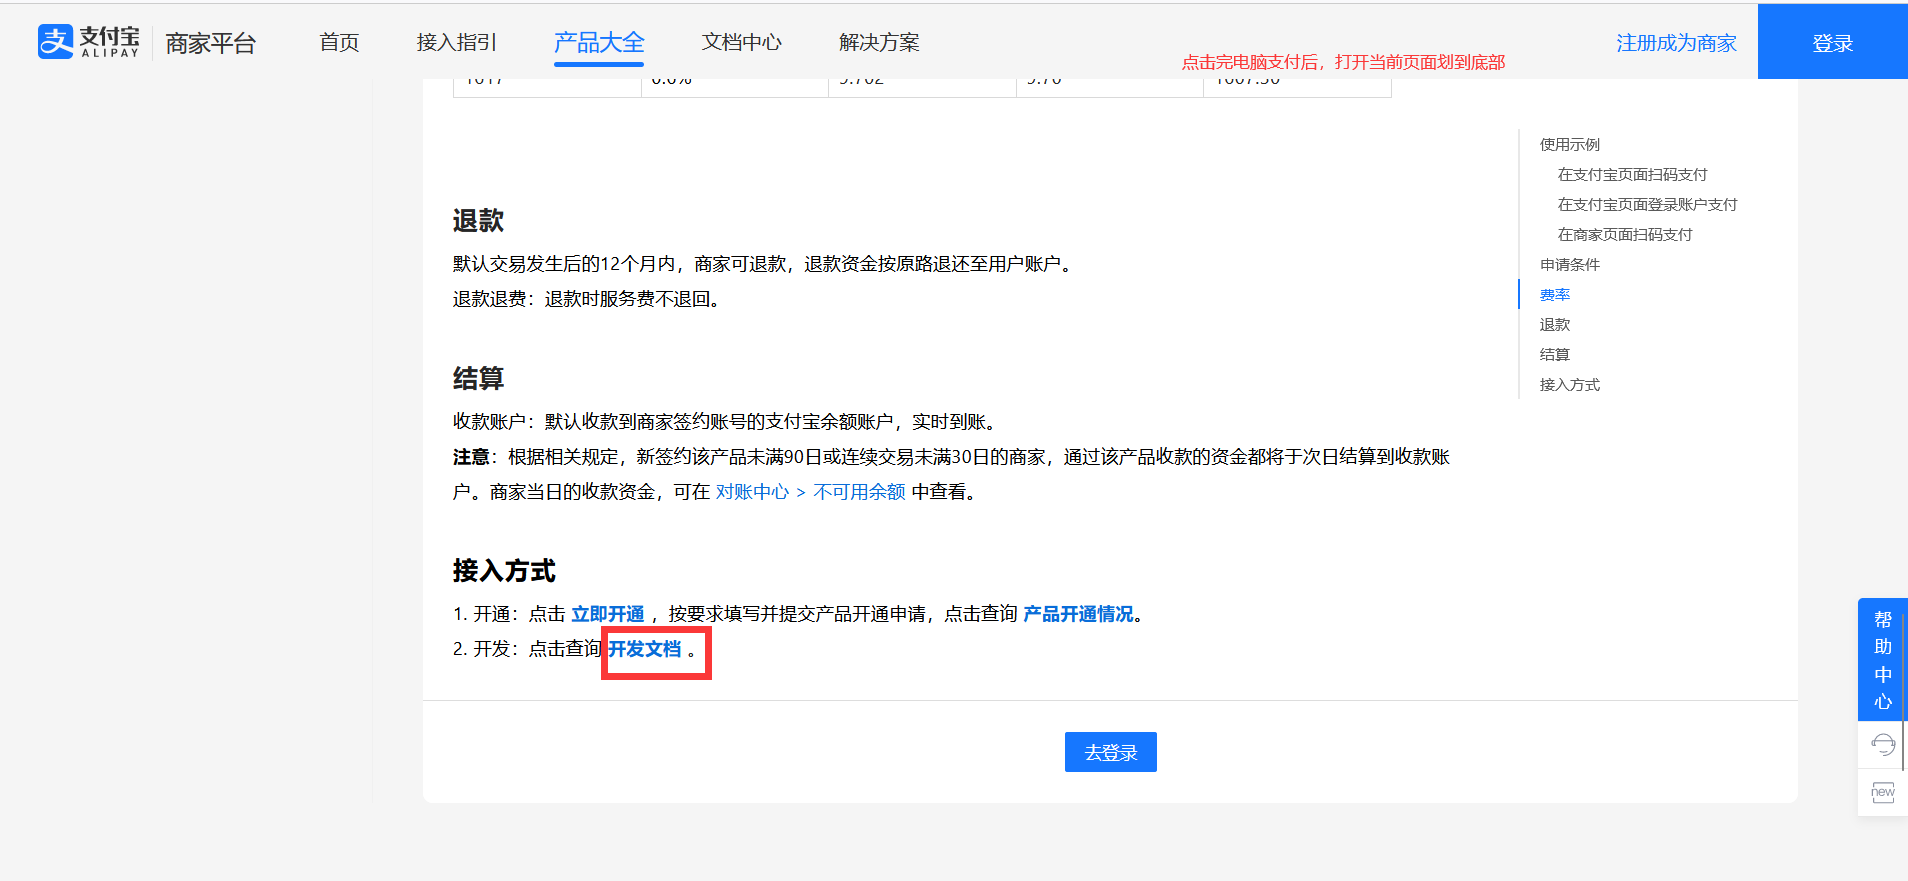 支付宝 ALIPAY 商家平台 首页 接入指引 产品大全 文档中心 解决方案 注册成为商家 登录
点击完电脑支付后，打开当前页面划到底部
退款
默认交易发生后的12个月内，商家可退款，退款资金按原路退还至用户账户。
退款退费：退款时服务费不退回。
结算
收款账户：默认收款到商家签约账号的支付宝余额账户，实时到账。
注意：根据相关规定，新签约该产品未满90日或连续交易未满30日的商家，通过该产品收款的资金都将于次日结算到收款账
户。商家当日的收款资金，可在 对账中心 > 不可用余额 中查看。
接入方式
1. 开通：点击 立即开通 ，按要求填写并提交产品开通申请，点击查询 产品开通情况。
2. 开发：点击查询 开发文档 。
去登录
使用示例
在支付宝页面扫码支付
在支付宝页面登录账户支付
在商家页面扫码支付
申请条件
费率
退款
结算
接入方式
帮
助
中
心
new